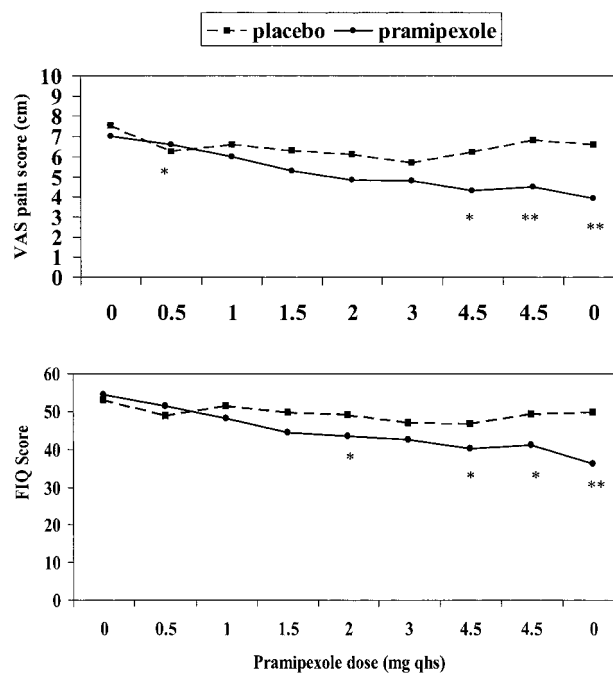 placebo pramipexole
VAS pain score (cm)
10
9
8
7
6
5
4
3
2
1
0
*
* ** **
0 0.5 1 1.5 2 3 4.5 4.5 0
FIQ Score
60
50
40
30
20
10
0
* * * **
0 0.5 1 1.5 2 3 4.5 4.5 0
Pramipexole dose (mg qhs)